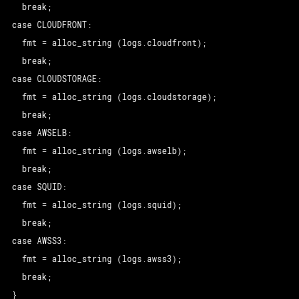 break;
case CLOUDFRONT:
fmt = alloc_string (logs.cloudfront);
break;
case CLOUDSTORAGE:
fmt = alloc_string (logs.cloudstorage);
break;
case AWSELB:
fmt = alloc_string (logs.awselb);
break;
case SQUID:
fmt = alloc_string (logs.squid);
break;
case AWSS3:
fmt = alloc_string (logs.awss3);
break;
}